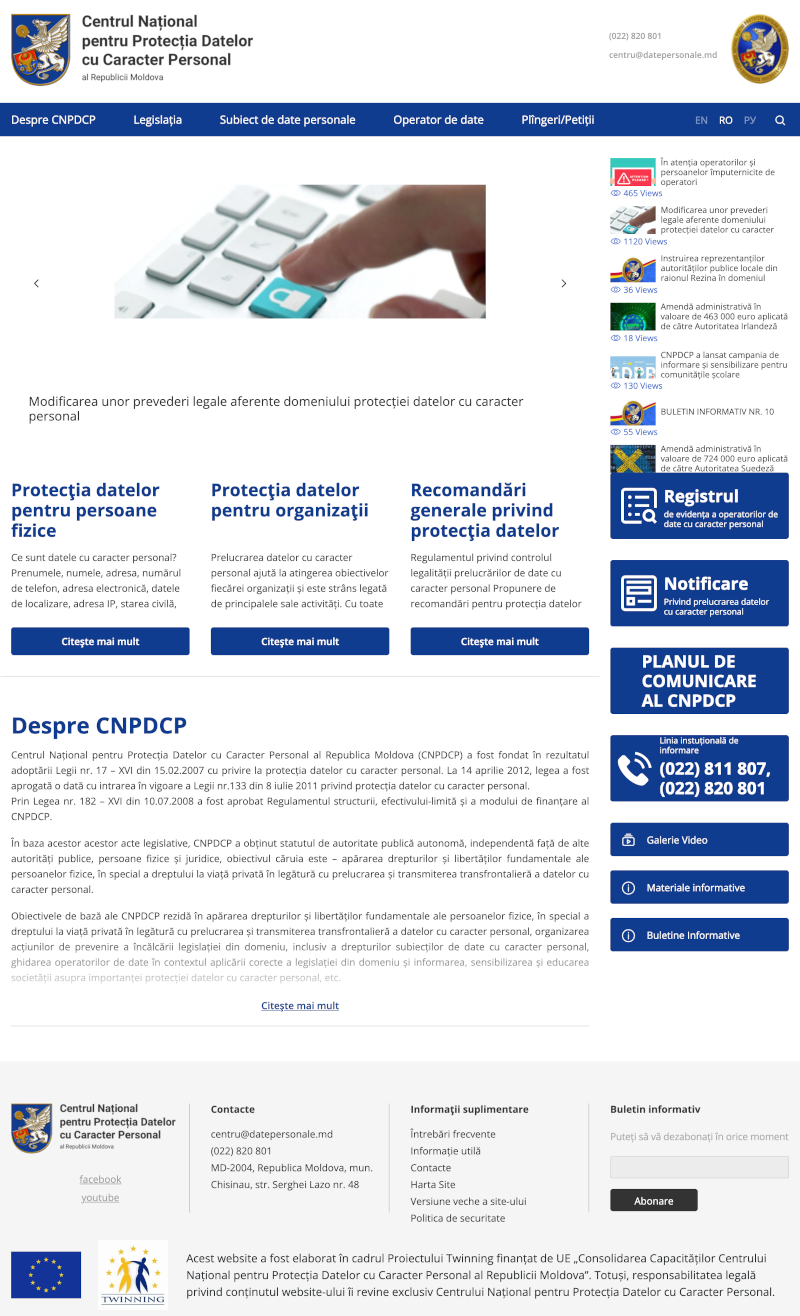 Centrul Național
pentru Protecția Datelor
cu Caracter Personal
al Republicii Moldova
(022) 820 801
centru@datepersonale.md
Despre CNPDCP
Legislația
Subiect de date personale
Operator de date
Plîngeri/Petiții
EN RO РУ
Modificarea unor prevederi legale aferente domeniului protecției datelor cu caracter
personal
În atenția operatorilor și
persoanelor împuternicite de
operatori
465 Views
Modificarea unor prevederi
legale aferente domeniului
protecției datelor cu caracter
1120 Views
Instruirea reprezentanților
autorităților publice locale din
raionul Rezina în domeniul
36 Views
Amendă administrativă în
valoare de 463 000 euro aplicată
de către Autoritatea Irlandeză
18 Views
CNPDCP a lansat campania de
informare și sensibilizare pentru
comunitățile școlare
130 Views
BULETIN INFORMATIV NR. 10
55 Views
Amendă administrativă în
valoare de 724 000 euro aplicată
de către Autoritatea Suedeză
Protecţia datelor
pentru persoane
fizice
Ce sunt datele cu caracter personal?
Prenumele, numele, adresa, numărul
de telefon, adresa electronică, datele
de localizare, adresa IP, starea civilă,
Citeşte mai mult
Protecţia datelor
pentru organizaţii
Prelucrarea datelor cu caracter
personal ajută la atingerea obiectivelor
fiecărei organizații și este strâns legată
de principalele sale activități. Cu toate
Citeşte mai mult
Recomandări
generale privind
protecţia datelor
Regulamentul privind controlul
legalității prelucrărilor de date cu
caracter personal Propunere de
recomandări pentru protecția datelor
Citeşte mai mult
Registrul
de evidența a operatorilor de
date cu caracter personal
Notificare
Privind prelucrarea datelor
cu caracter personal
PLANUL DE
COMUNICARE
AL CNPDCP
Linia instuțională de
informare
(022) 811 807,
(022) 820 801
Galerie Video
Materiale informative
Buletine Informative
Despre CNPDCP
Centrul Național pentru Protecția Datelor cu Caracter Personal al Republica Moldova (CNPDCP) a fost fondat în rezultatul
adoptării Legii nr. 17 – XVI din 15.02.2007 cu privire la protecția datelor cu caracter personal. La 14 aprilie 2012, legea a fost
aprogată o dată cu intrarea în vigoare a Legii nr.133 din 8 iulie 2011 privind protecția datelor cu caracter personal.
Prin Legea nr. 182 – XVI din 10.07.2008 a fost aprobat Regulamentul structurii, efectivului-limită și a modului de finanțare al
CNPDCP.
În baza acestor acestor acte legislative, CNPDCP a obținut statutul de autoritate publică autonomă, independentă față de alte
autorități publice, persoane fizice și juridice, obiectivul căruia este – apărarea drepturilor și libertăților fundamentale ale
persoanelor fizice, în special a dreptului la viață privată în legătură cu prelucrarea și transmiterea transfrontalieră a datelor cu
caracter personal.
Obiectivele de bază ale CNPDCP rezidă în apărarea drepturilor și libertăților fundamentale ale persoanelor fizice, în special a
dreptului la viață privată în legătură cu prelucrarea și transmiterea transfrontalieră a datelor cu caracter personal, organizarea
acțiunilor de prevenire a încălcării legislației din domeniu, inclusiv a drepturilor subiecților de date cu caracter personal,
ghidarea operatorilor de date în contextul aplicării corecte a legislației din domeniu și informarea, sensibilizarea și educarea
societății asupra importanței protecției datelor cu caracter personal, etc.
Citește mai mult
Centrul Național
pentru Protecția Datelor
cu Caracter Personal
al Republicii Moldova
facebook
youtube
Contacte
centru@datepersonale.md
(022) 820 801
MD-2004, Republica Moldova, mun.
Chisinau, str. Serghei Lazo nr. 48
Informaţii suplimentare
Întrebări frecvente
Informație utilă
Contacte
Harta Site
Versiune veche a site-ului
Politica de securitate
Buletin informativ
Puteți să vă dezabonați în orice moment
Abonare
TWINNING
Acest website a fost elaborat în cadrul Proiectului Twinning finanțat de UE „Consolidarea Capacităților Centrului
Național pentru Protecția Datelor cu Caracter Personal al Republicii Moldova”. Totuși, responsabilitatea legală
privind conținutul website-ului îi revine exclusiv Centrului Național pentru Protecția Datelor cu Caracter Personal.